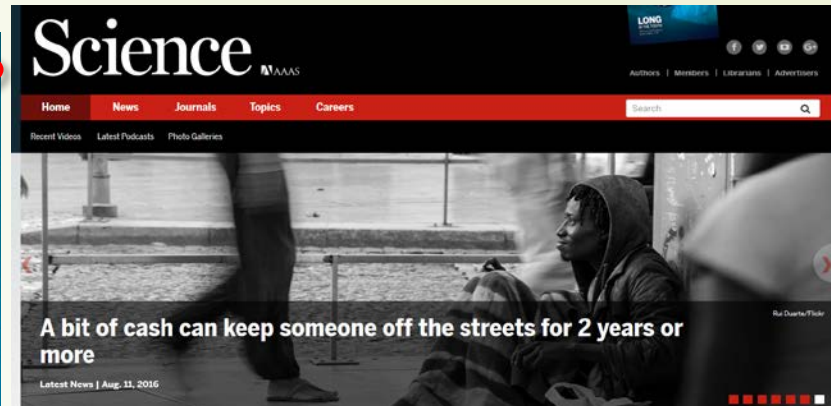 LONG
Science AAAS
Authors | Members | Librarians | Advertisers
Home News Journals Topics Careers Search
Recent Videos Latest Podcasts Photo Galleries
Rui Duarte/Flickr
A bit of cash can keep someone off the streets for 2 years or
more
Latest News | Aug. 11, 2016